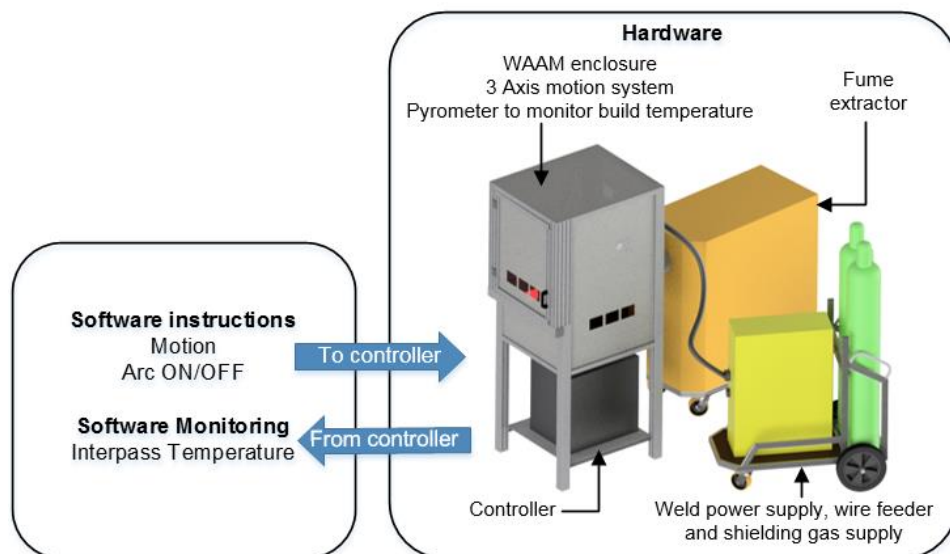 Hardware
WAAM enclosure
3 Axis motion system
Pyrometer to monitor build temperature
Fume
extractor
Software instructions
Motion
Arc ON/OFF
To controller
Software Monitoring
Interpass Temperature
From controller
Controller
Weld power supply, wire feeder
and shielding gas supply